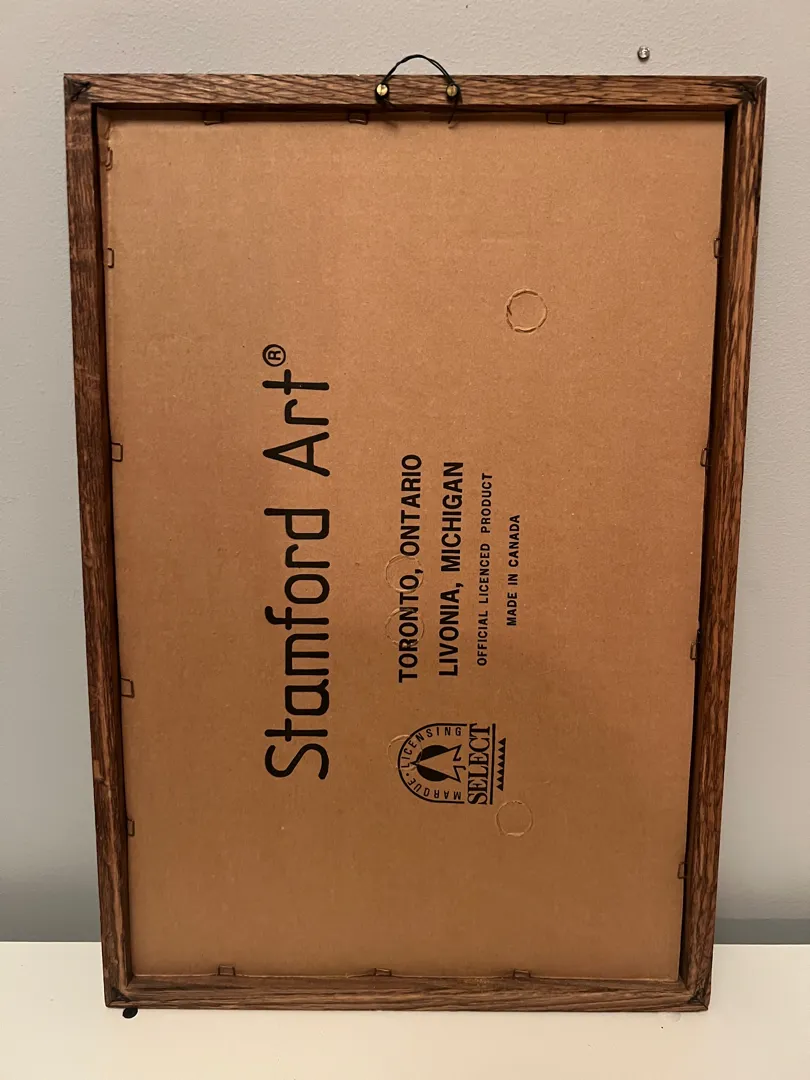 Stamford Art®
TORONTO, ONTARIO
LIVONIA, MICHIGAN
OFFICIAL LICENCED PRODUCT
MADE IN CANADA
MARQUE • LICENSING
SELECT